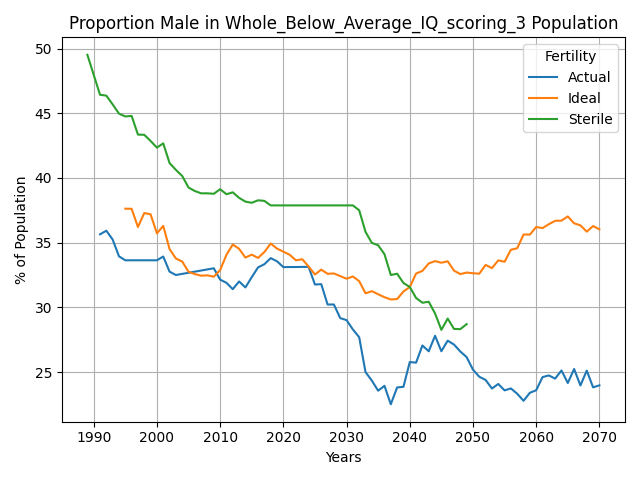 Proportion Male in Whole_Below_Average_IQ_scoring_3 Population
% of Population
50
45
40
35
30
25
Fertility
Actual
Ideal
Sterile
1990 2000 2010 2020 2030 2040 2050 2060 2070
Years